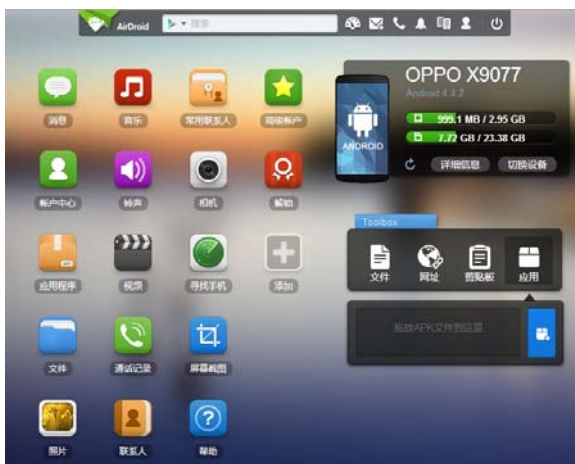 AirDroid
搜索
消息
音乐
常用联系人
高级帐户
帐户中心
铃声
相机
解锁
应用程序
视频
寻找手机
添加
文件
通话记录
屏幕截图
照片
联系人
帮助
OPPO X9077
Android 4.4.2
999.1 MB / 2.95 GB
7.72 GB / 23.38 GB
ANDROID
详细信息
切换设备
Toolbox
文件
网址
剪贴板
应用
拖放APK文件到这里